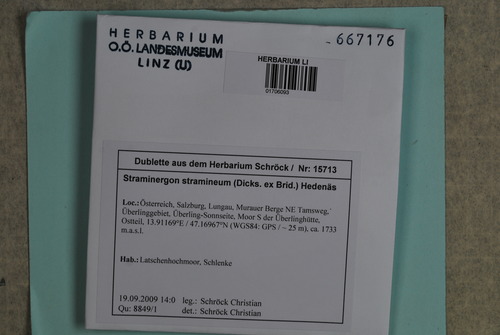 HERBARIUM
O.Ö. LANDESMUSEUM
LINZ (U)
667176
HERBARIUM LI
01706093
Dublette aus dem Herbarium Schröck / Nr: 15713
Straminergon stramineum (Dicks. ex Brid.) Hedenäs
Loc.: Österreich, Salzburg, Lungau, Murauer Berge NE Tamsweg,
Überlinggebiet, Überling-Sonnseite, Moor S der Überlinghütte,
Ostteil, 13.91169°E / 47.16967°N (WGS84: GPS / ~ 25 m), ca. 1733
m.a.s.l.
Hab.: Latschenhochmoor, Schlenke
19.09.2009 14:0 leg.: Schröck Christian
Qu: 8849/1 det.: Schröck Christian